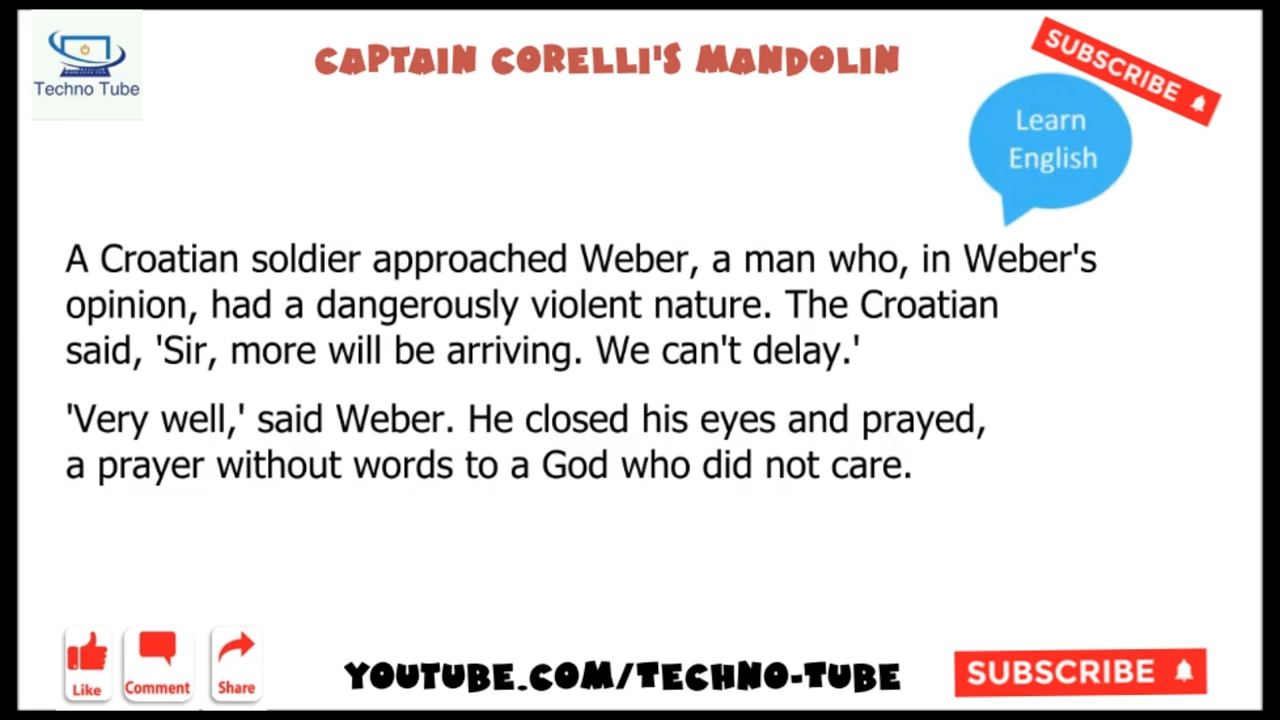 Techno Tube
CAPTAIN CORELLI'S MANDOLIN
SUBSCRIBE
Learn
English
A Croatian soldier approached Weber, a man who, in Weber's
opinion, had a dangerously violent nature. The Croatian
said, 'Sir, more will be arriving. We can't delay.'
'Very well,' said Weber. He closed his eyes and prayed,
a prayer without words to a God who did not care.
Like
Comment
Share
YOUTUBE.COM/TECHNO-TUBE
SUBSCRIBE